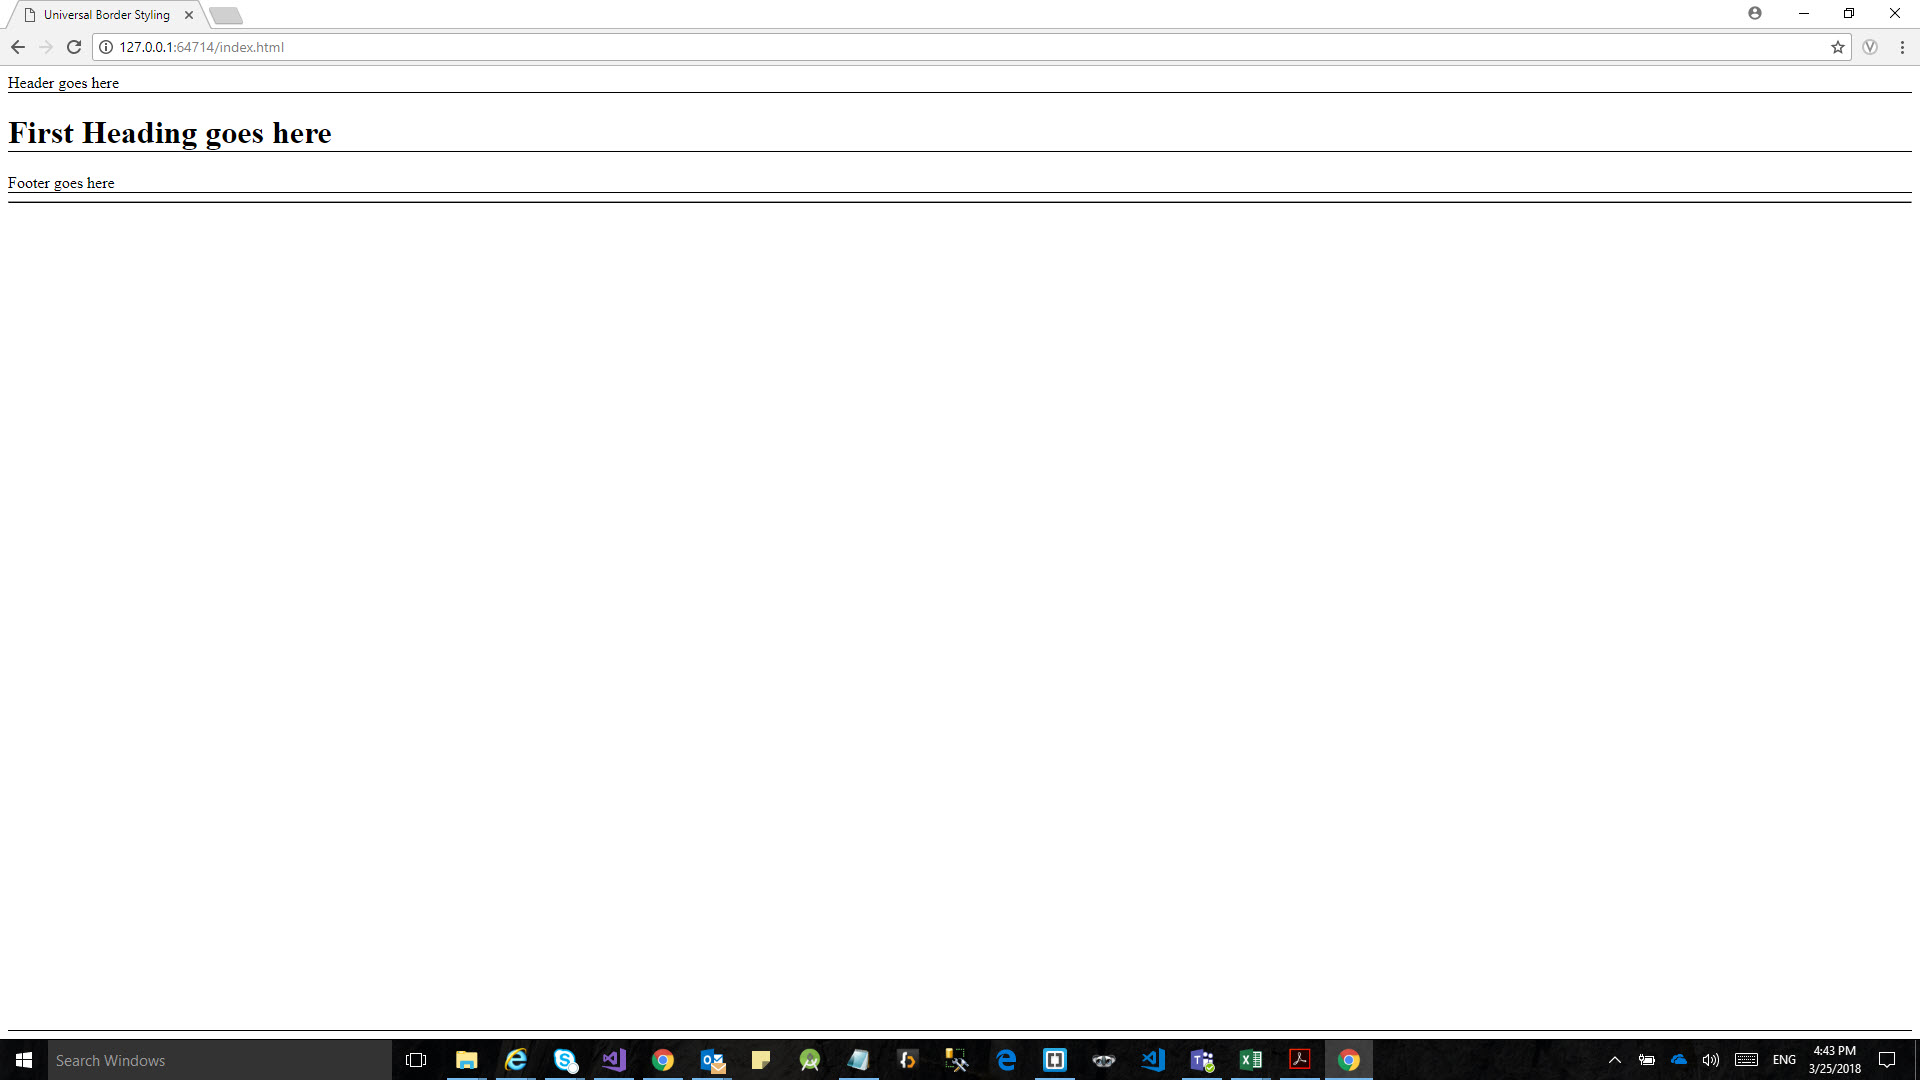 Universal Border Styling
127.0.0.1:64714/index.html
Header goes here
First Heading goes here
Footer goes here
Search Windows
ENG
4:43 PM
3/25/2018